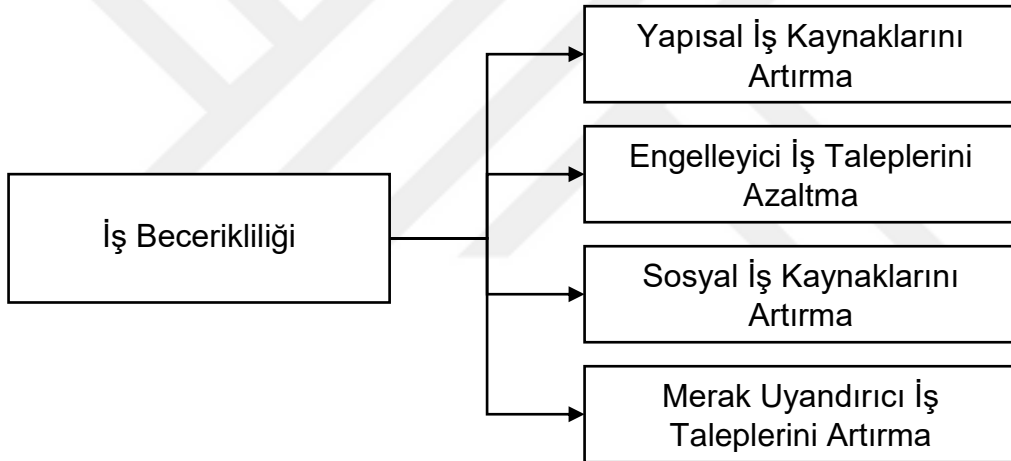 Yapısal İş Kaynaklarını
Artırma
Engelleyici İş Taleplerini
Azaltma
İş Becerikliliği
Sosyal İş Kaynaklarını
Artırma
Merak Uyandırıcı İş
Taleplerini Artırma